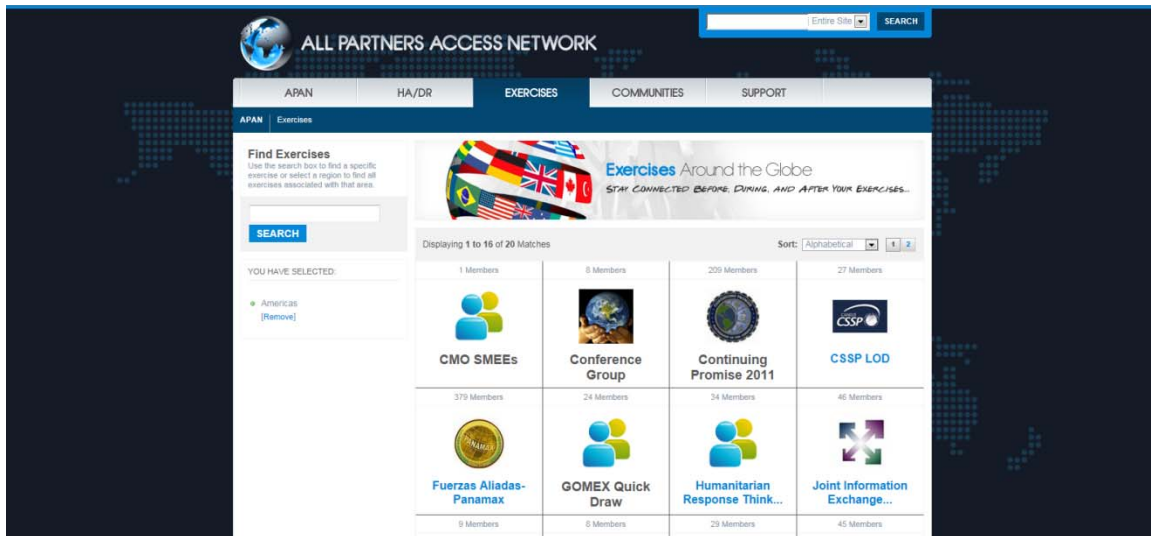 ALL PARTNERS ACCESS NETWORK
Entire Site
SEARCH
APAN
HA/DR
EXERCISES
COMMUNITIES
SUPPORT
APAN
Exercises
Find Exercises
Use the search box to find a specific
exercise or select a region to find all
exercises associated with that area.
SEARCH
YOU HAVE SELECTED:
Americas
[Remove]
Exercises Around the Globe
STAY CONNECTED BEFORE, DURING, AND AFTER YOUR EXERCISES...
Displaying 1 to 16 of 20 Matches
Sort: Alphabetical
1 2
1 Members
8 Members
209 Members
27 Members
CSSP
CMO SMEEs
Conference
Group
Continuing
Promise 2011
CSSP LOD
379 Members
24 Members
34 Members
46 Members
PANAMAX
Fuerzas Aliadas-
Panamax
GOMEX Quick
Draw
Humanitarian
Response Think...
Joint Information
Exchange...
9 Members
8 Members
29 Members
45 Members